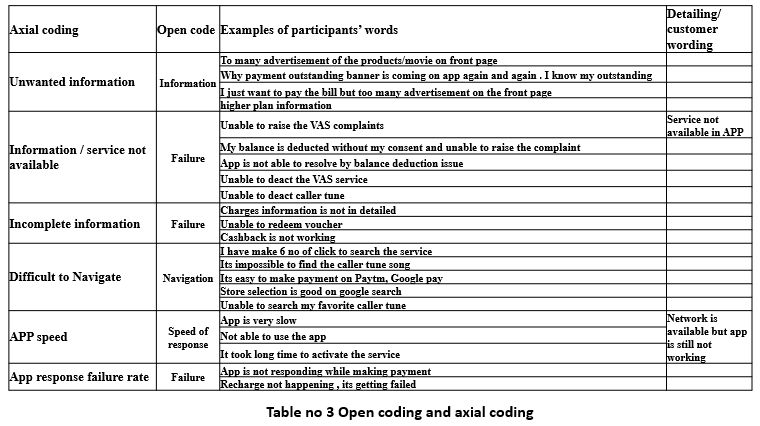 Axial coding | Open code | Examples of participants' words | Detailing/ customer wording
Unwanted information | Information | To many advertisement of the products/movie on front page
Why payment outstanding banner is coming on app again and again . I know my outstanding
I just want to pay the bill but too many advertisement on the front page
higher plan information
Information / service not available | Failure | Unable to raise the VAS complaints | Service not available in APP
My balance is deducted without my consent and unable to raise the complaint
App is not able to resolve by balance deduction issue
Unable to deact the VAS service
Unable to deact caller tune
Incomplete information | Failure | Charges information is not in detailed
Unable to redeem voucher
Cashback is not working
Difficult to Navigate | Navigation | I have make 6 no of click to search the service
Its impossible to find the caller tune song
Its easy to make payment on Paytm, Google pay
Store selection is good on google search
Unable to search my favorite caller tune
APP speed | Speed of response | App is very slow | Network is available but app is still not working
Not able to use the app
It took long time to activate the service
App response failure rate | Failure | App is not responding while making payment
Recharge not happening , its getting failed
Table no 3 Open coding and axial coding